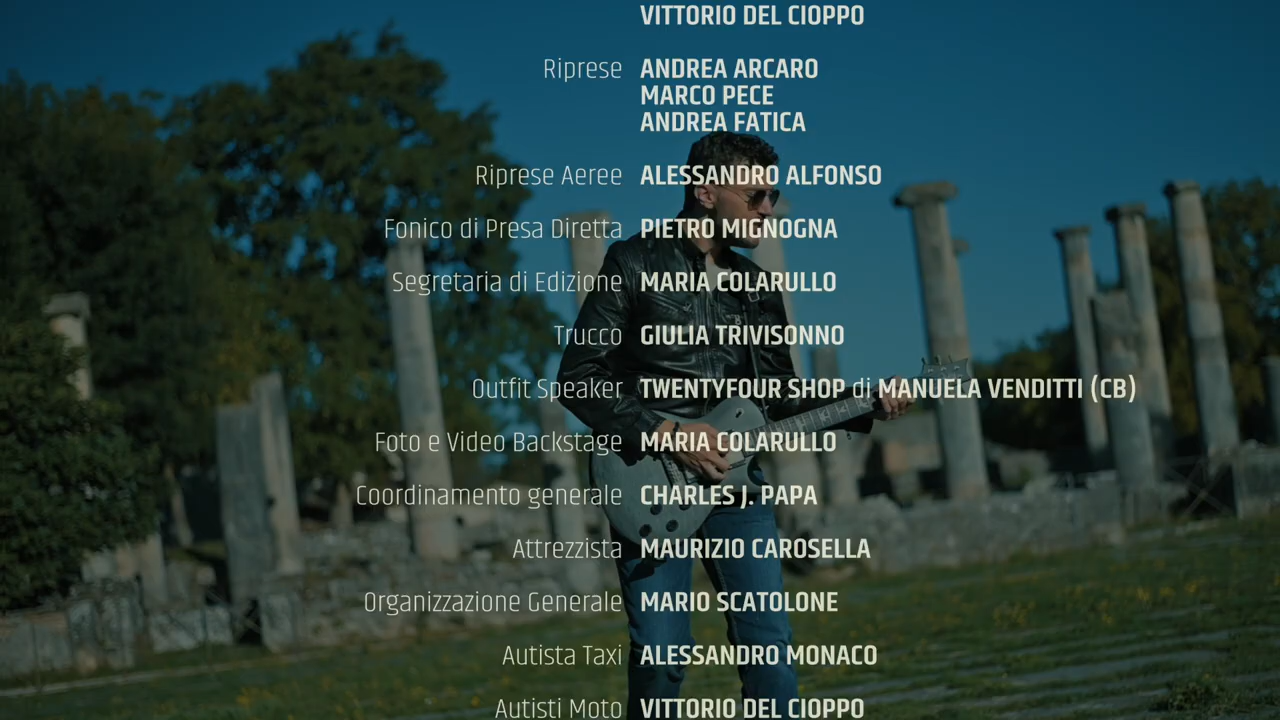 VITTORIO DEL CIOPPO
Riprese ANDREA ARCARO
MARCO PECE
ANDREA FATICA
Riprese Aeree ALESSANDRO ALFONSO
Fonico di Presa Diretta PIETRO MIGNOGNA
Segretaria di Edizione MARIA COLARULLO
Trucco GIULIA TRIVISONNO
Outfit Speaker TWENTYFOUR SHOP di MANUELA VENDITTI (CB)
Foto e Video Backstage MARIA COLARULLO
Coordinamento generale CHARLES J. PAPA
Attrezzista MAURIZIO CAROSELLA
Organizzazione Generale MARIO SCATOLONE
Autista Taxi ALESSANDRO MONACO
Autisti Moto VITTORIO DEL CIOPPO